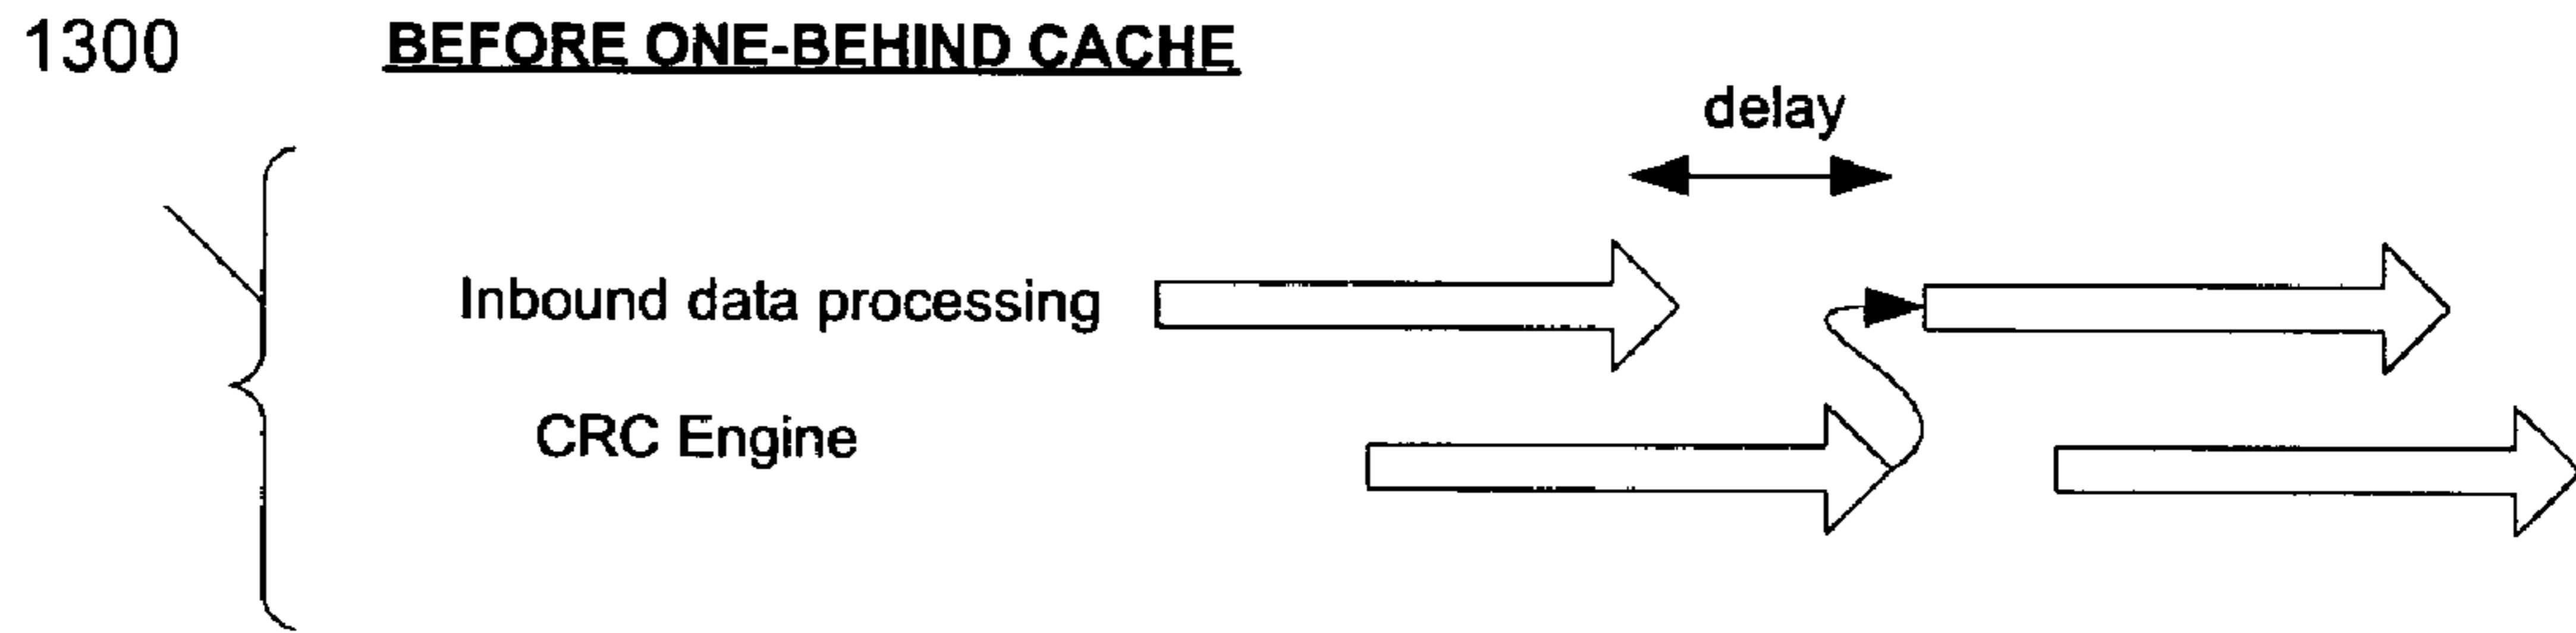 1300
BEFORE ONE-BEHIND CACHE
delay
Inbound data processing
CRC Engine